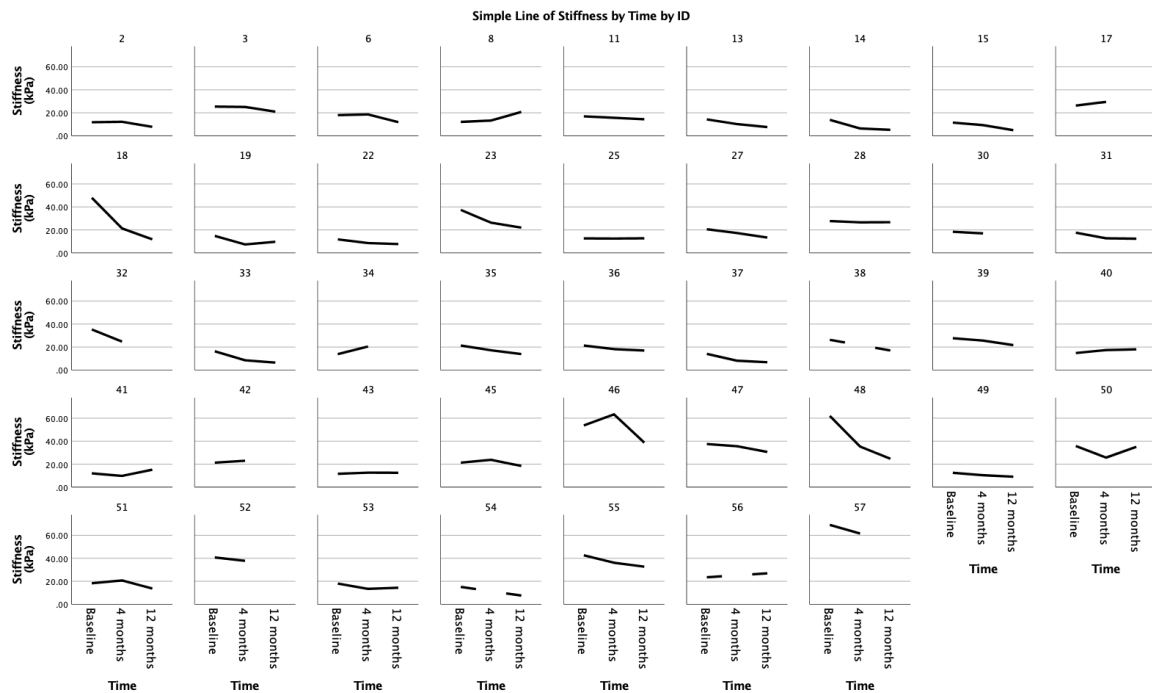 Simple Line of Stiffness by Time by ID
2 3 6 8 11 13 14 15 17
Stiffness
(kPa)
60.00
40.00
20.00
.00
18 19 22 23 25 27 28 30 31
Stiffness
(kPa)
60.00
40.00
20.00
.00
32 33 34 35 36 37 38 39 40
Stiffness
(kPa)
60.00
40.00
20.00
.00
41 42 43 45 46 47 48 49 50
Stiffness
(kPa)
60.00
40.00
20.00
.00
Baseline 4 months 12 months Baseline 4 months 12 months
Time Time
51 52 53 54 55 56 57
Stiffness
(kPa)
60.00
40.00
20.00
.00
Baseline 4 months 12 months Baseline 4 months 12 months Baseline 4 months 12 months Baseline 4 months 12 months Baseline 4 months 12 months Baseline 4 months 12 months Baseline 4 months 12 months
Time Time Time Time Time Time Time